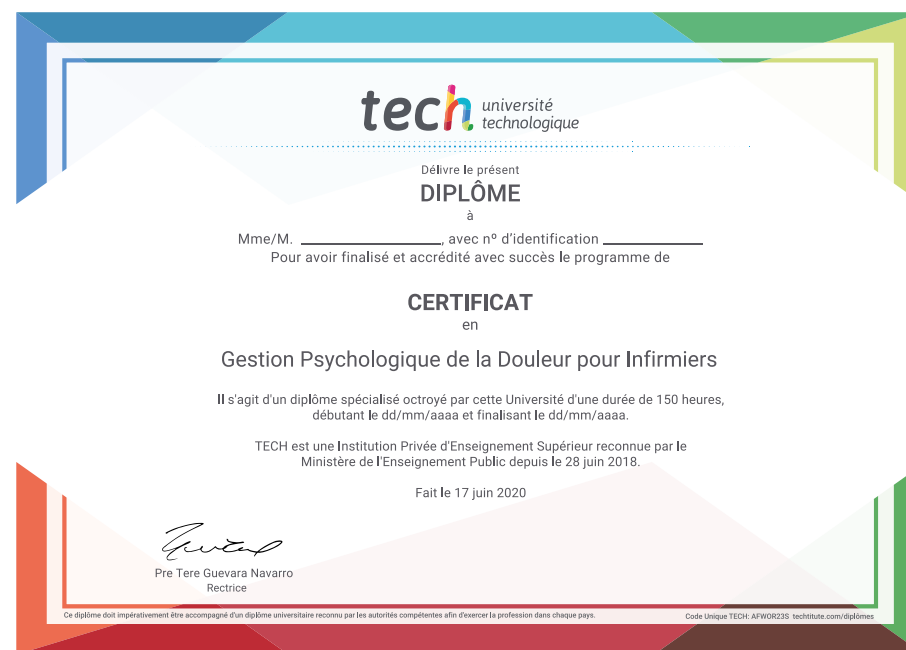 tech université
technologique
Délivre le présent
DIPLÔME
à
Mme/M. ____________, avec nº d'identification ____________
Pour avoir finalisé et accrédité avec succès le programme de
CERTIFICAT
en
Gestion Psychologique de la Douleur pour Infirmiers
Il s'agit d'un diplôme spécialisé octroyé par cette Université d'une durée de 150 heures,
débutant le dd/mm/aaaa et finalisant le dd/mm/aaaa.
TECH est une Institution Privée d'Enseignement Supérieur reconnue par le
Ministère de l'Enseignement Public depuis le 28 juin 2018.
Fait le 17 juin 2020
Pre Tere Guevara Navarro
Rectrice
Ce diplôme doit impérativement être accompagné d'un diplôme universitaire reconnu par les autorités compétentes afin d'exercer la profession dans chaque pays.
Code Unique TECH: AFWOR23S techtitute.com/diplômes